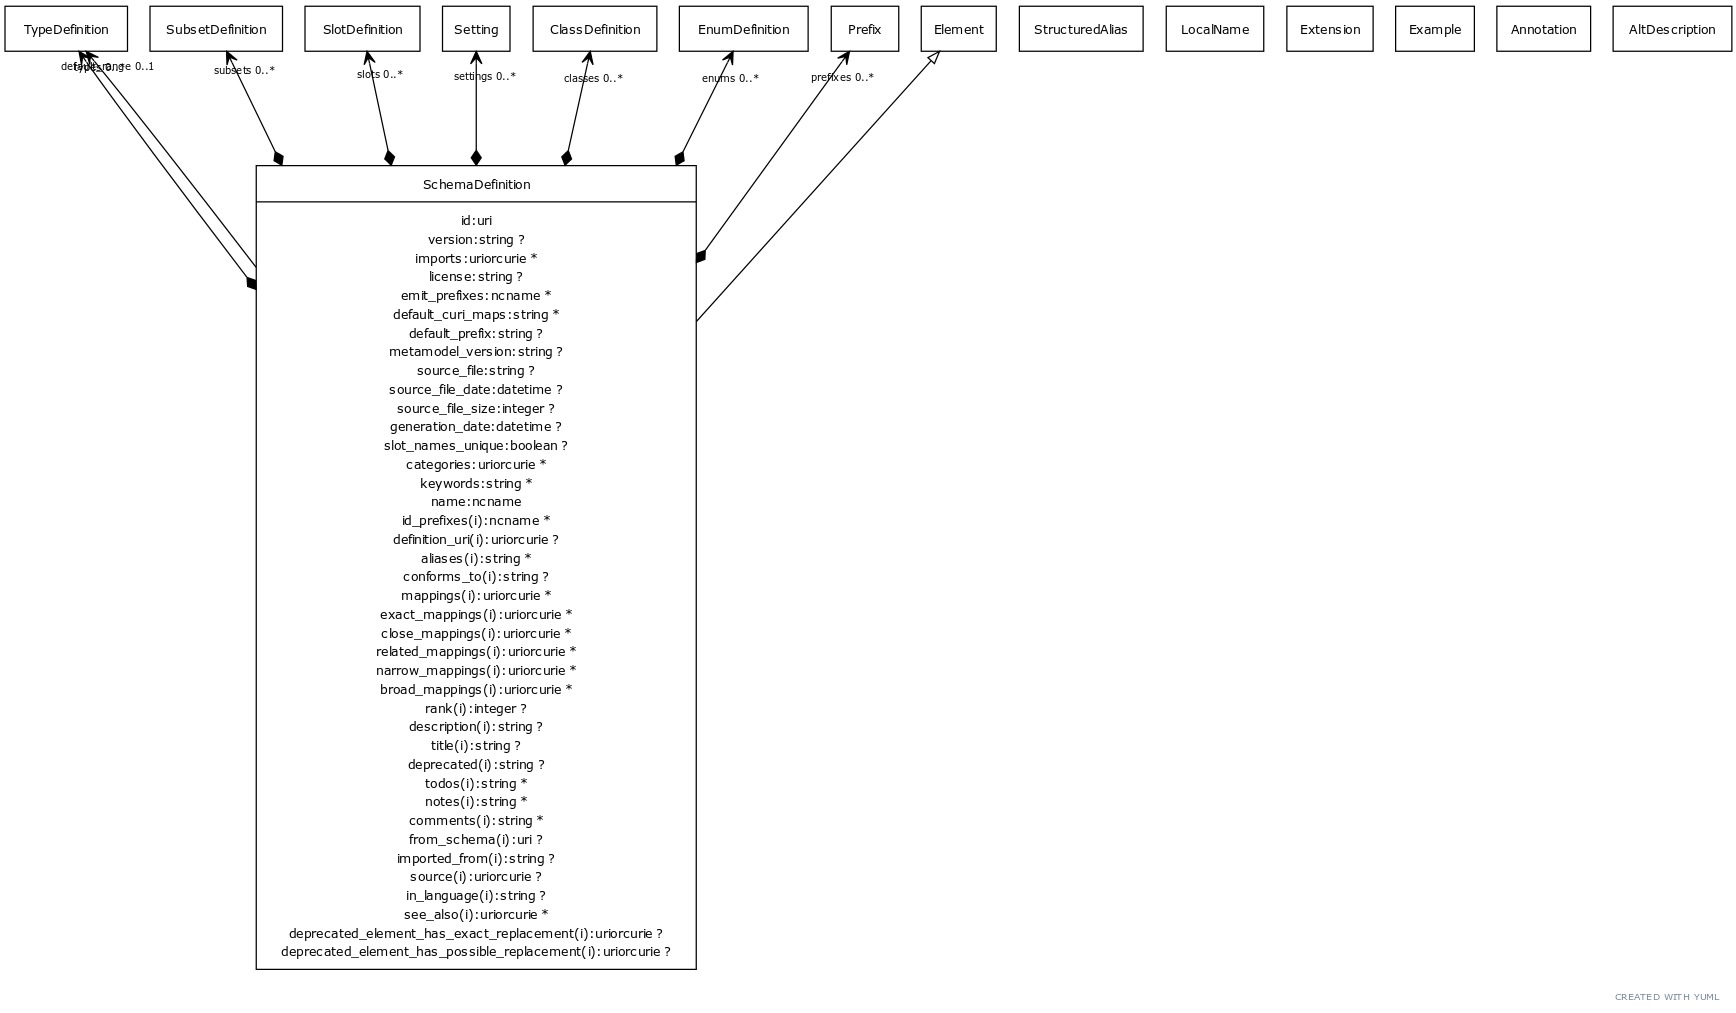 TypeDefinition
SubsetDefinition
SlotDefinition
Setting
ClassDefinition
EnumDefinition
Prefix
Element
StructuredAlias
LocalName
Extension
Example
Annotation
AltDescription
0..1
subsets 0..*
slots 0..*
settings 0..*
classes 0..*
enums 0..*
prefixes 0..*
SchemaDefinition
id:uri
version:string ?
imports:uriorcurie *
license:string ?
emit_prefixes:ncname *
default_curi_maps:string *
default_prefix:string ?
metamodel_version:string ?
source_file:string ?
source_file_date:datetime ?
source_file_size:integer ?
generation_date:datetime ?
slot_names_unique:boolean ?
categories:uriorcurie *
keywords:string *
name:ncname
id_prefixes(i):ncname *
definition_uri(i):uriorcurie ?
aliases(i):string *
conforms_to(i):string ?
mappings(i):uriorcurie *
exact_mappings(i):uriorcurie *
close_mappings(i):uriorcurie *
related_mappings(i):uriorcurie *
narrow_mappings(i):uriorcurie *
broad_mappings(i):uriorcurie *
rank(i):integer ?
description(i):string ?
title(i):string ?
deprecated(i):string ?
todos(i):string *
notes(i):string *
comments(i):string *
from_schema(i):uri ?
imported_from(i):string ?
source(i):uriorcurie ?
in_language(i):string ?
see_also(i):uriorcurie *
deprecated_element_has_exact_replacement(i):uriorcurie ?
deprecated_element_has_possible_replacement(i):uriorcurie ?
CREATED WITH YUML